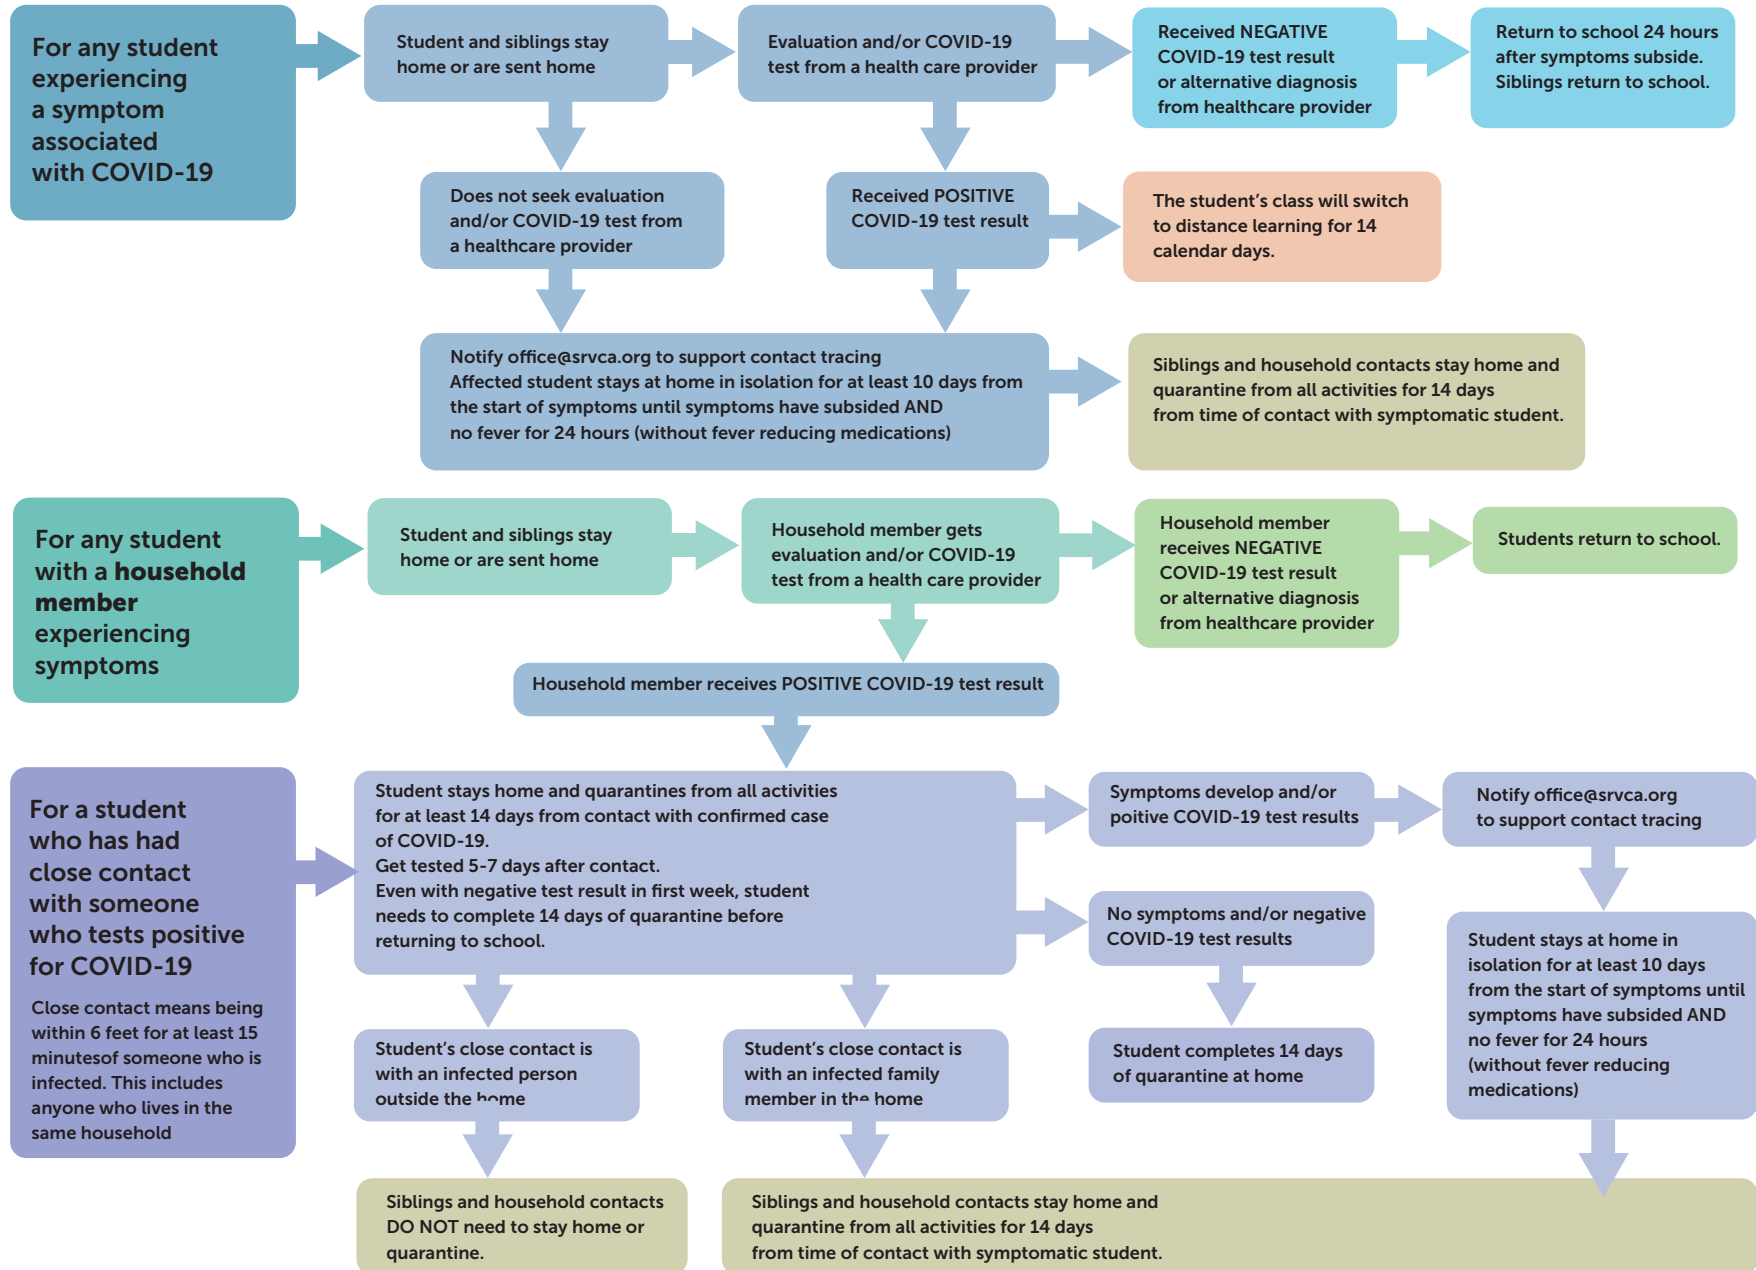 For any student
experiencing
a symptom
associated
with COVID-19
Student and siblings stay
home or are sent home
Evaluation and/or COVID-19
test from a health care provider
Received NEGATIVE
COVID-19 test result
or alternative diagnosis
from healthcare provider
Return to school 24 hours
after symptoms subside.
Siblings return to school.
Does not seek evaluation
and/or COVID-19 test from
a healthcare provider
Received POSITIVE
COVID-19 test result
The student’s class will switch
to distance learning for 14
calendar days.
Notify office@srvca.org to support contact tracing
Affected student stays at home in isolation for at least 10 days from
the start of symptoms until symptoms have subsided AND
no fever for 24 hours (without fever reducing medications)
Siblings and household contacts stay home and
quarantine from all activities for 14 days
from time of contact with symptomatic student.
For any student
with a household
member
experiencing
symptoms
Student and siblings stay
home or are sent home
Household member gets
evaluation and/or COVID-19
test from a health care provider
Household member
receives NEGATIVE
COVID-19 test result
or alternative diagnosis
from healthcare provider
Students return to school.
Household member receives POSITIVE COVID-19 test result
For a student
who has had
close contact
with someone
who tests positive
for COVID-19
Close contact means being
within 6 feet for at least 15
minutesof someone who is
infected. This includes
anyone who lives in the
same household
Student stays home and quarantines from all activities
for at least 14 days from contact with confirmed case
of COVID-19.
Get tested 5-7 days after contact.
Even with negative test result in first week, student
needs to complete 14 days of quarantine before
returning to school.
Symptoms develop and/or
poitive COVID-19 test results
Notify office@srvca.org
to support contact tracing
No symptoms and/or negative
COVID-19 test results
Student completes 14 days
of quarantine at home
Student stays at home in
isolation for at least 10 days
from the start of symptoms until
symptoms have subsided AND
no fever for 24 hours
(without fever reducing
medications)
Student’s close contact is
with an infected person
outside the home
Student’s close contact is
with an infected family
member in the home
Siblings and household contacts
DO NOT need to stay home or
quarantine.
Siblings and household contacts stay home and
quarantine from all activities for 14 days
from time of contact with symptomatic student.